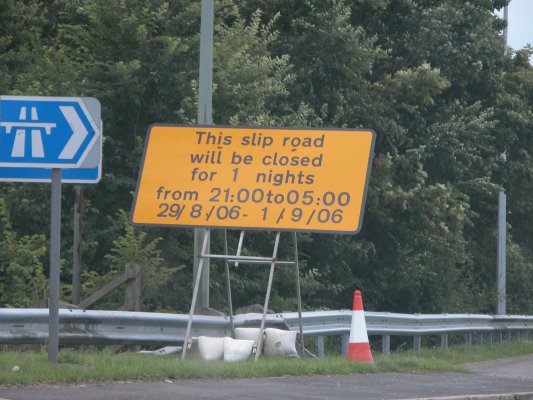 This slip road
will be closed
for 1 nights
from 21:00to05:00
29/8/06- 1/9/06